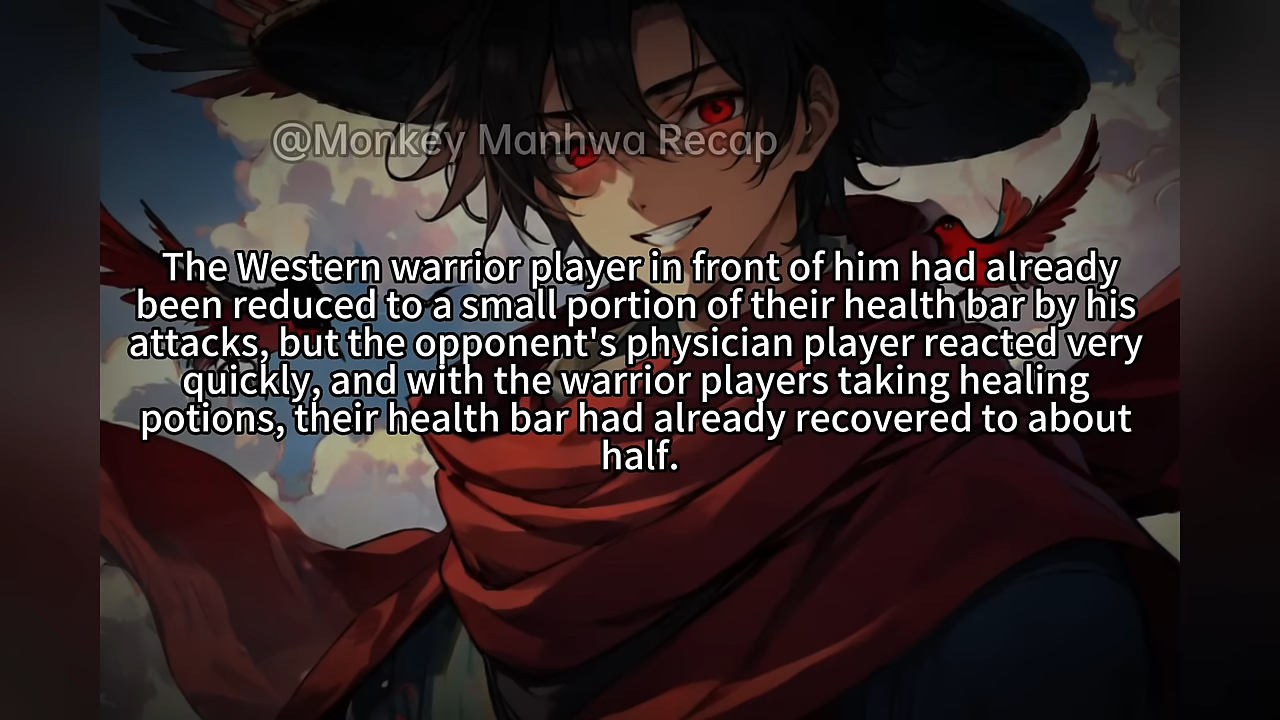 @Monkey Manhwa Recap
The Western warrior player in front of him had already
been reduced to a small portion of their health bar by his
attacks, but the opponent's physician player reacted very
quickly, and with the warrior players taking healing
potions, their health bar had already recovered to about
half.